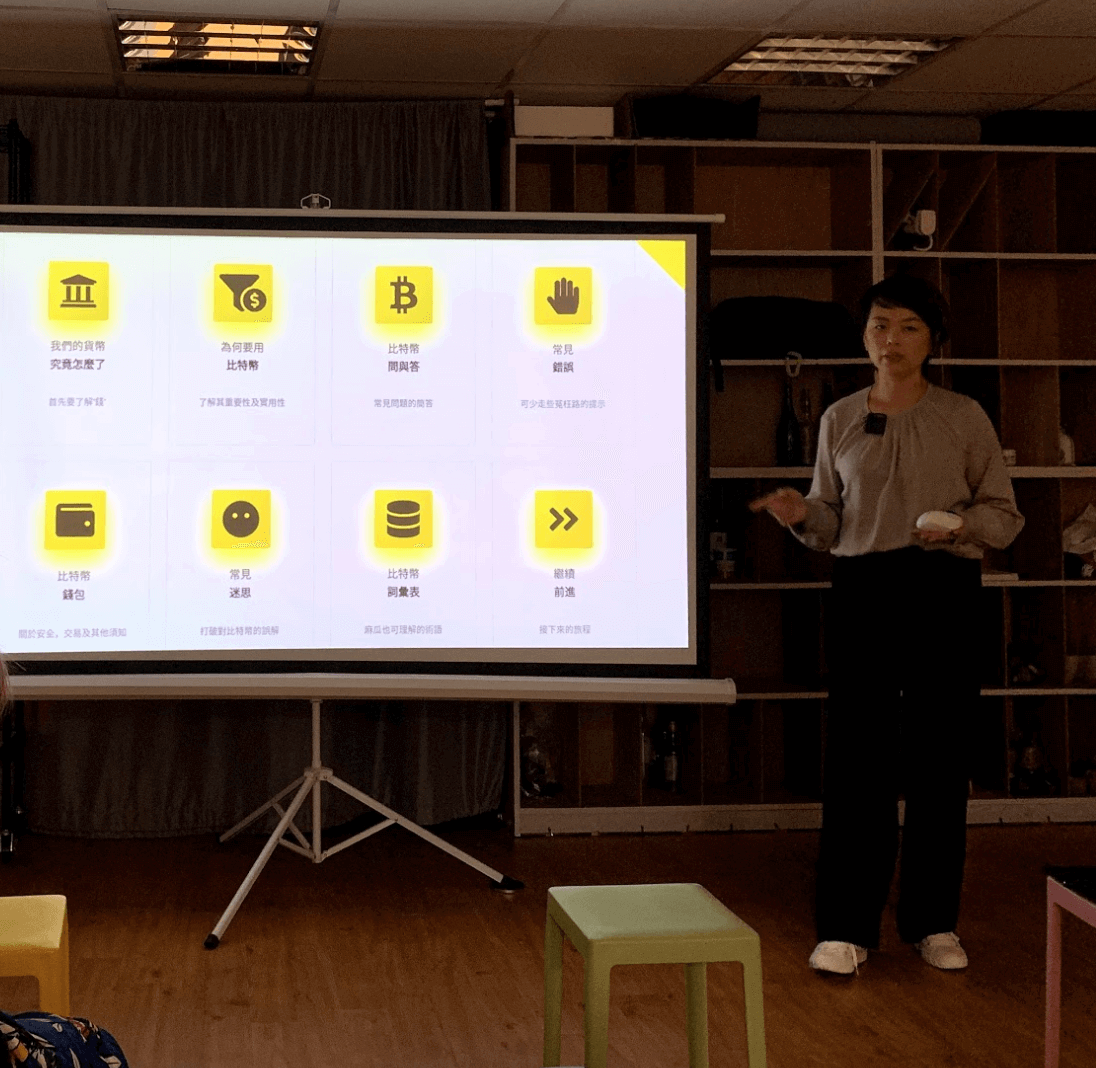 我們的貨幣
究竟怎麼了
首先要了解"錢"
為何要用
比特幣
了解其重要性及實用性
比特幣
問與答
常見問題的簡答
常見
錯誤
可少走些冤枉路的提示
比特幣
錢包
關於安全，交易及其他須知
常見
迷思
打破對比特幣的誤解
比特幣
詞彙表
麻瓜也可理解的術語
繼續
前進
接下來的旅程